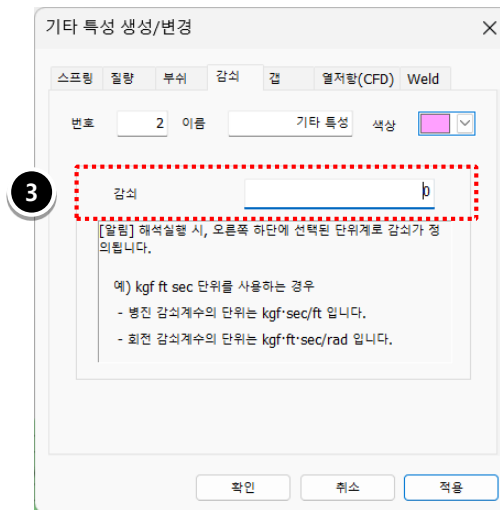 기타 특성 생성/변경
스프링 질량 부쉬 감쇠 갭 열저항(CFD) Weld
번호 2 이름 기타 특성 색상
3
감쇠 0
[알림] 해석실행 시, 오른쪽 하단에 선택된 단위계로 감쇠가 정
의됩니다.
예) kgf ft sec 단위를 사용하는 경우
- 병진 감쇠계수의 단위는 kgf·sec/ft 입니다.
- 회전 감쇠계수의 단위는 kgf·ft·sec/rad 입니다.
확인 취소 적용